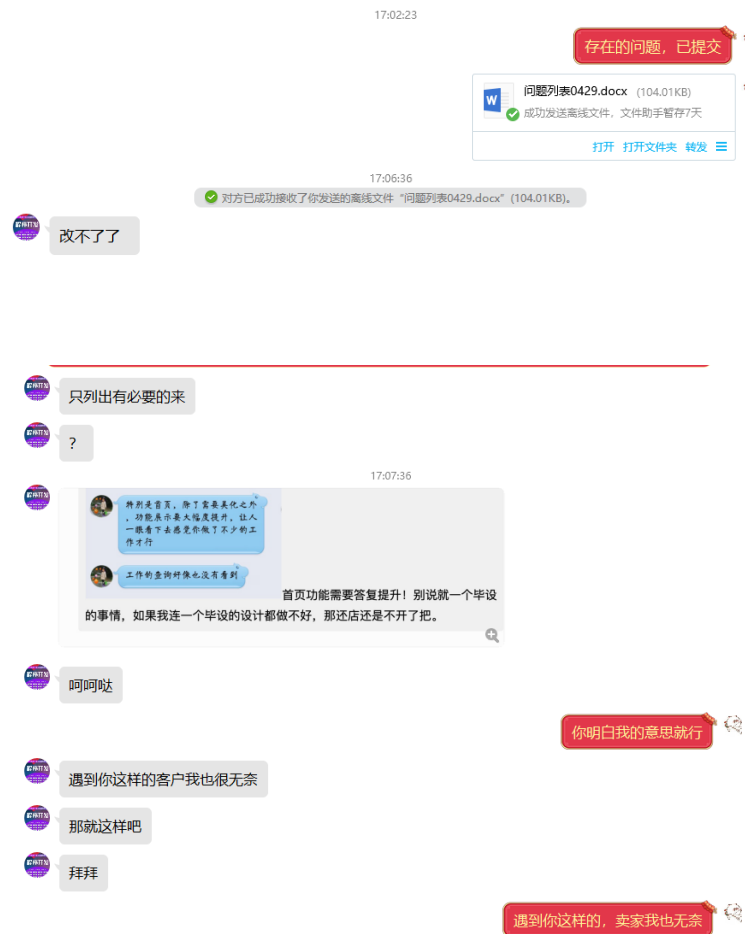 17:02:23
存在的问题，已提交
问题列表0429.docx (104.01KB)
成功发送离线文件，文件助手暂存7天
打开 打开文件夹 转发
17:06:36
对方已成功接收了你发送的离线文件“问题列表0429.docx”(104.01KB)。
改不了了
只列出有必要的来
?
17:07:36
特别是首页，除了需要美化之外
，功能展示要大幅度提升，让人
一眼看下去感觉你做了不少的工
作才行
工作的查询好像也没有看到
首页功能需要答复提升！别说就一个毕设
的事情，如果我连一个毕设的设计都做不好，那还店还是不开了把。
呵呵哒
你明白我的意思就行
遇到你这样的客户我也很无奈
那就这样吧
拜拜
遇到你这样的，卖家我也无奈